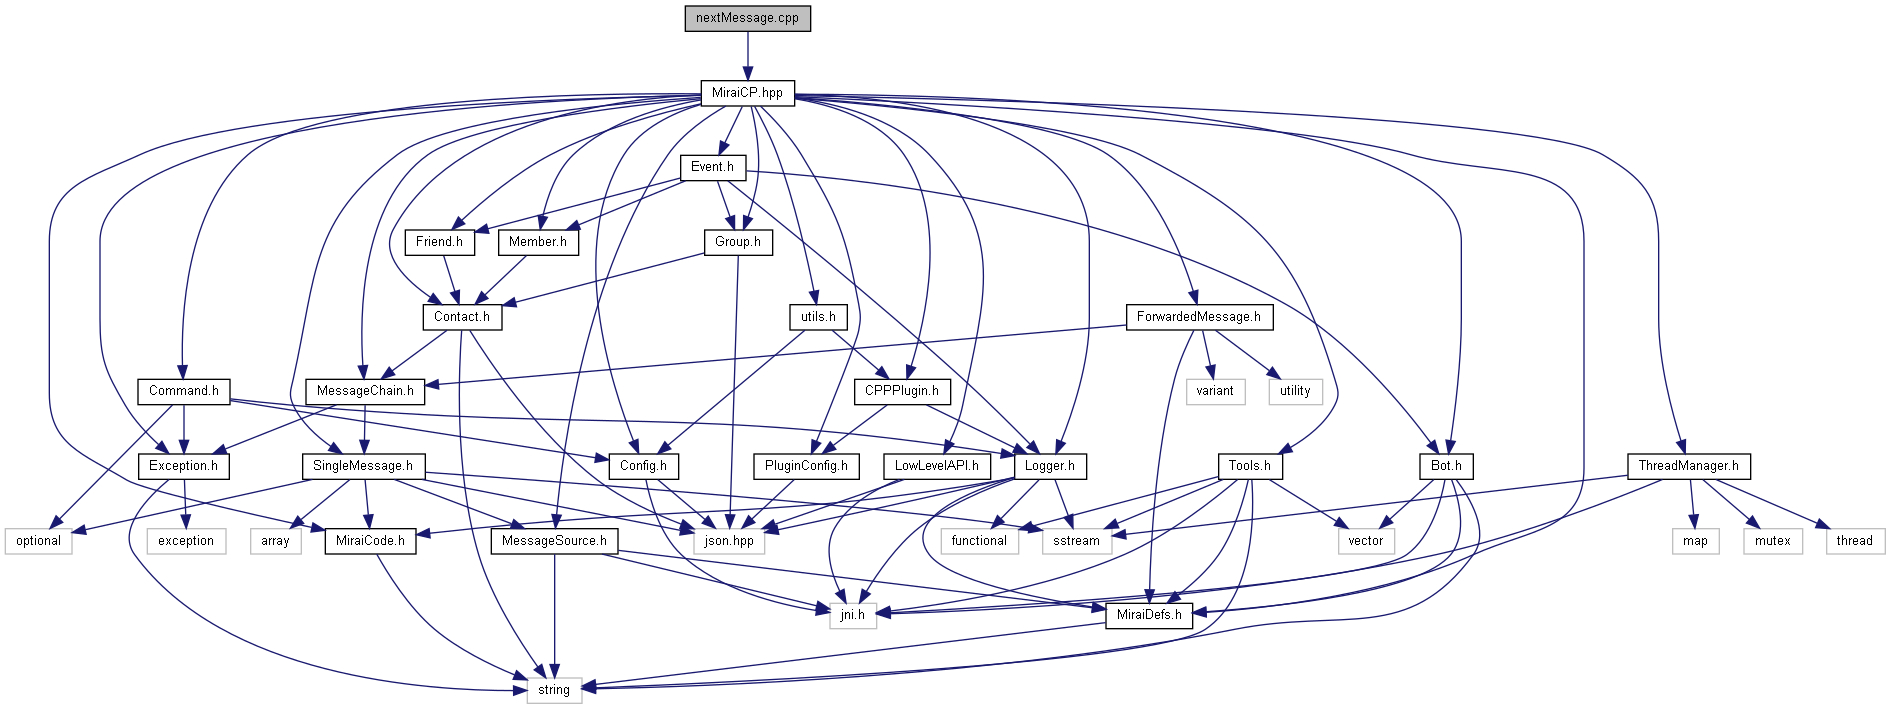 nextMessage.cpp
MiraiCP.hpp
Event.h
Friend.h
Member.h
Group.h
Contact.h
utils.h
ForwardedMessage.h
Command.h
MessageChain.h
CPPPlugin.h
variant
utility
Exception.h
SingleMessage.h
Config.h
PluginConfig.h
LowLevelAPI.h
Logger.h
Tools.h
Bot.h
ThreadManager.h
optional
exception
array
MiraiCode.h
MessageSource.h
json.hpp
functional
sstream
vector
map
mutex
thread
jni.h
MiraiDefs.h
string